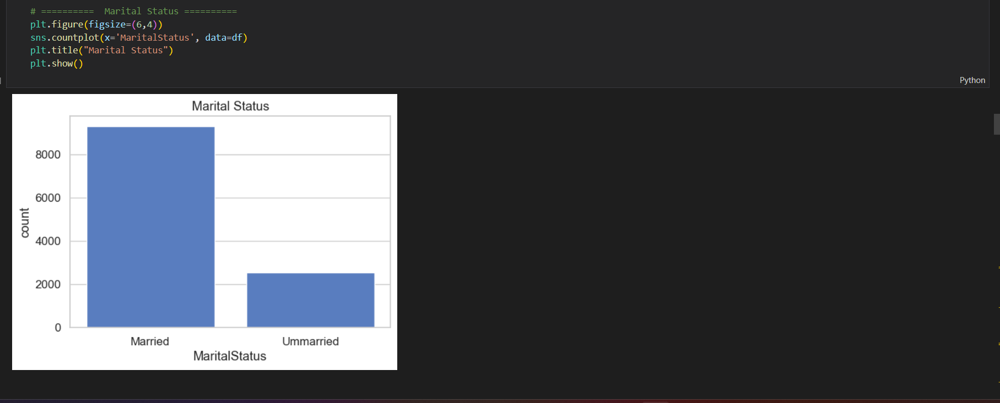 # ==========  Marital Status ==========
plt.figure(figsize=(6,4))
sns.countplot(x='MaritalStatus', data=df)
plt.title("Marital Status")
plt.show()
Python
Marital Status
8000
6000
4000
2000
0
count
Married Ummarried
MaritalStatus